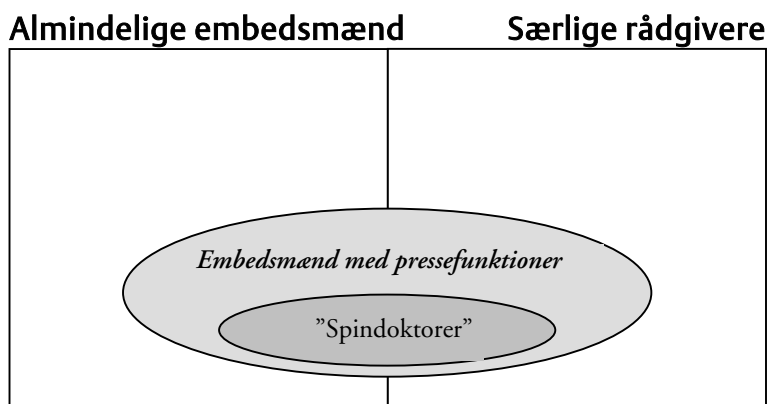 Almindelige embedsmænd
Særlige rådgivere
Embedsmænd med pressefunktioner
”Spindoktorer”